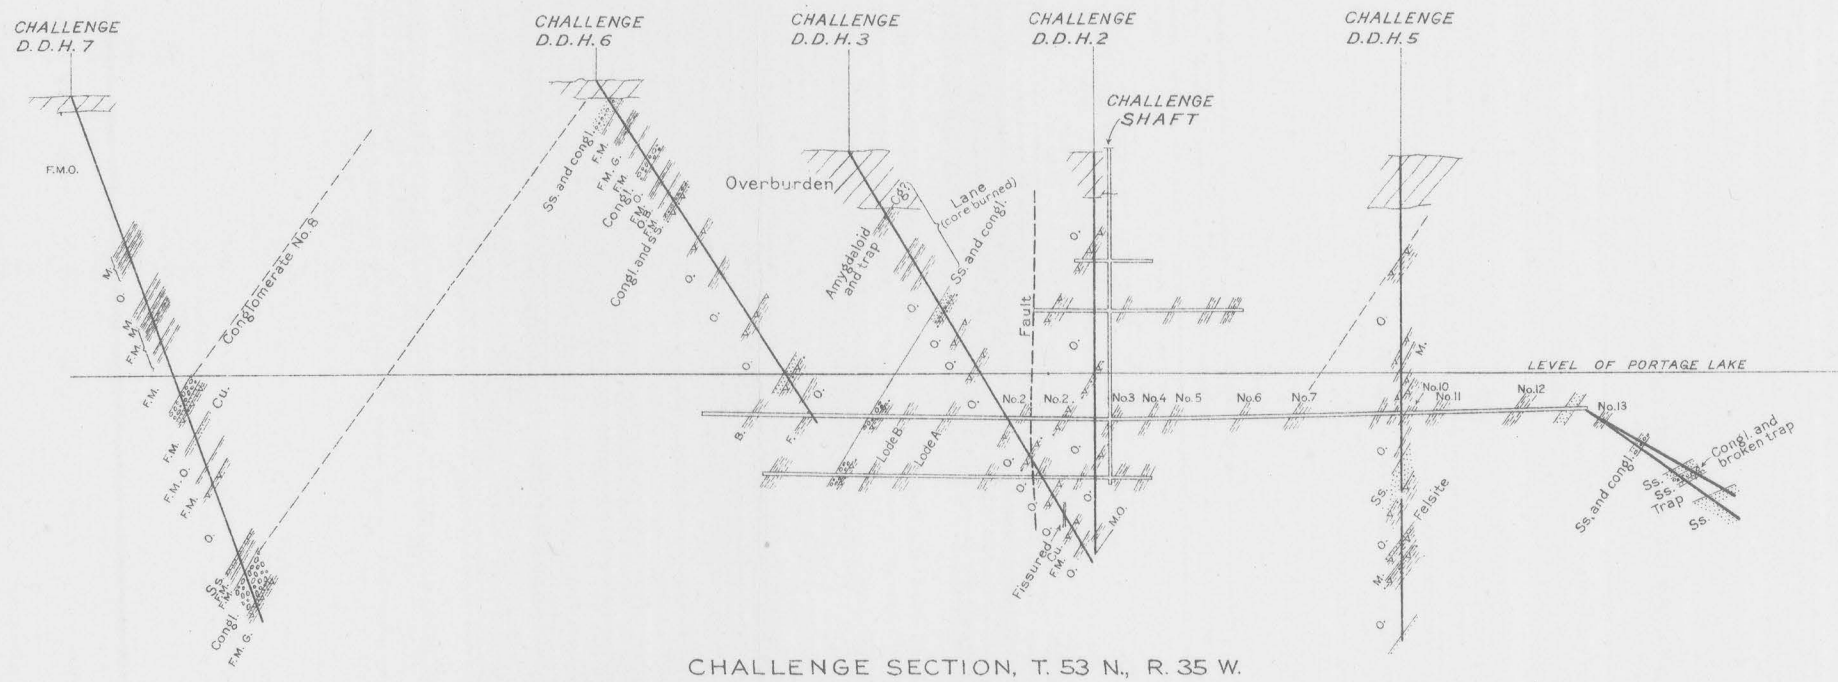 CHALLENGE
D.D.H. 7
CHALLENGE
D.D.H. 6
CHALLENGE
D.D.H. 3
CHALLENGE
D.D.H. 2
CHALLENGE
D.D.H. 5
CHALLENGE
SHAFT
F.M.O.
M.
O.
M.
M.
F.M.
F.M.
Conglomerate No. 8
Cu.
F.M.
F.M.O.
F.M.
O.
Ss.
F.M.
F.M.
Congl.
F.M. G.
Ss. and congl.
F.M.
F.M. G.
F.M.
Congl.
F.M. O.
O.B.
F.M.
Congl. and ss.
O.
O.
O.
O.
B.
F.
Overburden
Cg?
Lane
(core burned)
Ss. and congl.
Amygdaloid
and trap
O.
O.
O.
O.
Lode B
Lode A
Fault
O.
O.
O.
O.
O.
O.
O.
Fissured
O.
Cu.
F.M.
O.
M.O.
No. 2
No. 2.
No3
No. 4
No. 5
No. 6
No. 7
No. 10
No. 11
No. 12
No. 13
LEVEL OF PORTAGE LAKE
O.
M.
O.
Ss.
Felsite
O.
M.
O.
Ss. and congl.
Ss.
Ss.
Trap
Ss.
Congl. and
broken trap
CHALLENGE SECTION, T. 53 N., R. 35 W.